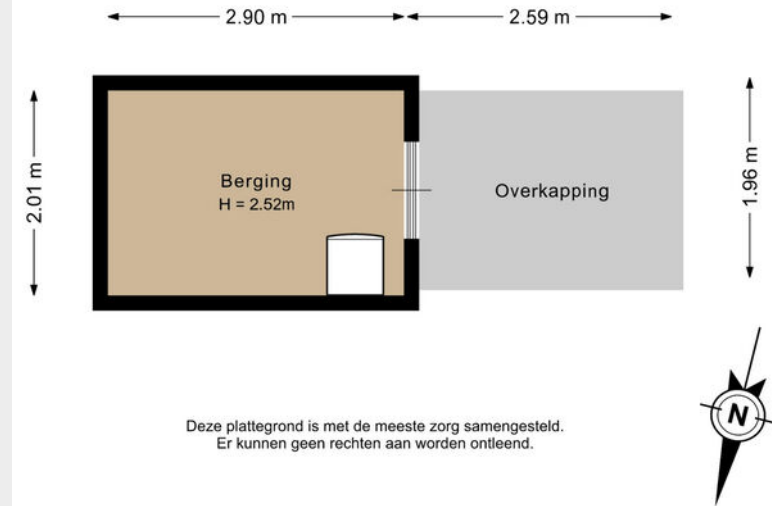 2.90 m
2.59 m
2.01 m
Berging
H = 2.52m
Overkapping
1.96 m
N
Deze plattegrond is met de meeste zorg samengesteld.
Er kunnen geen rechten aan worden ontleend.